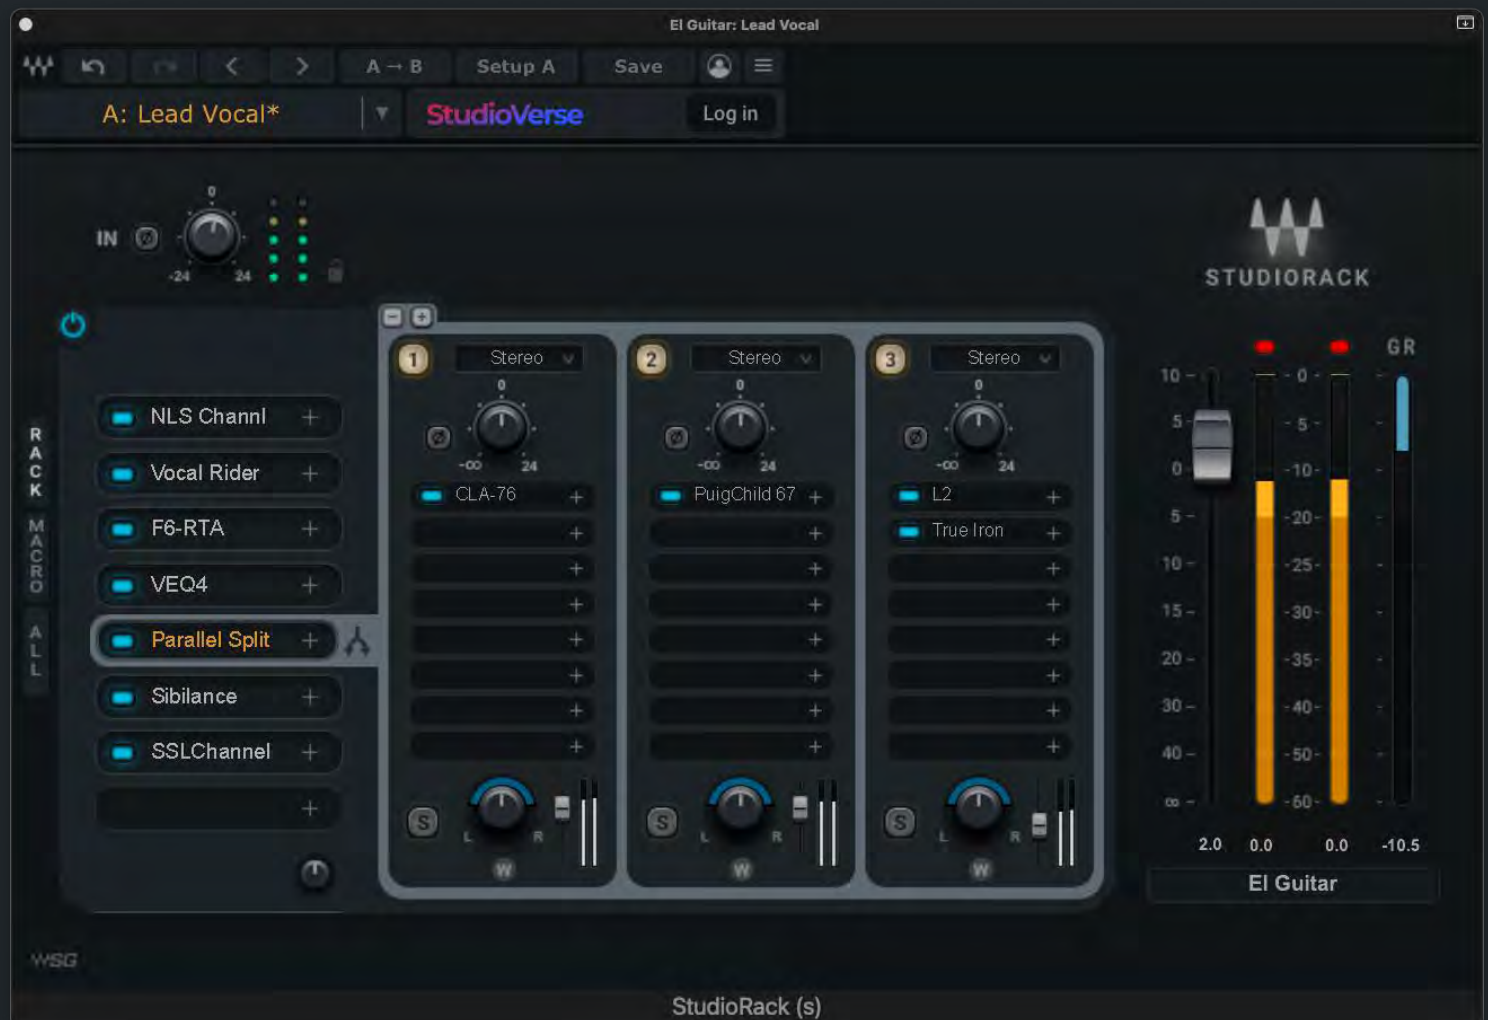 El Guitar: Lead Vocal
A → B
Setup A
Save
A: Lead Vocal*
StudioVerse
Log in
0
IN
-24
24
STUDIORACK
RACK
MACRO
ALL
NLS Channl
Vocal Rider
F6-RTA
VEQ4
Parallel Split
Sibilance
SSLChannel
1
Stereo
0
-∞
24
CLA-76
S
L
R
W
2
Stereo
0
-∞
24
PuigChild 67
S
L
R
W
3
Stereo
0
-∞
24
L2
True Iron
S
L
R
W
GR
10
5
0
5
10
15
20
30
40
∞
-0-
-5-
-10-
-20-
-25-
-30-
-35-
-40-
-50-
-60-
2.0
0.0
0.0
-10.5
El Guitar
WSG
StudioRack (s)